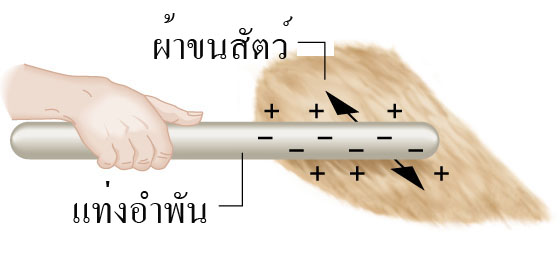 ผ้าขนสัตว์
+ + +
− − − − − −
+ + +
แท่งอำพัน